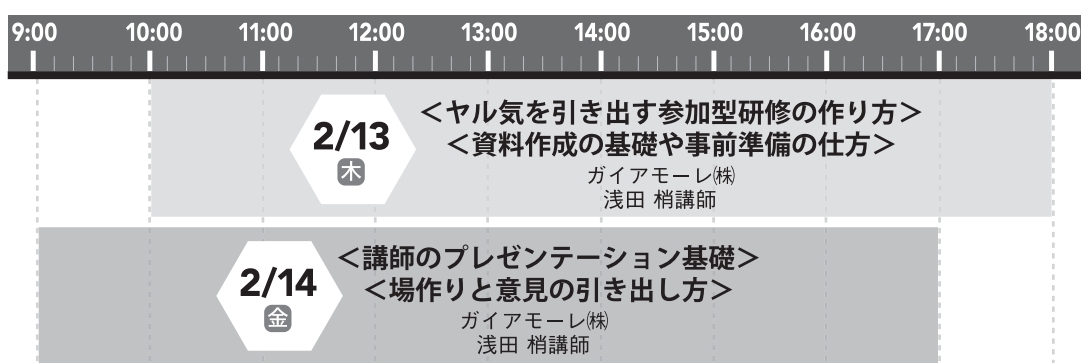 9:00 10:00 11:00 12:00 13:00 14:00 15:00 16:00 17:00 18:00
2/13
木
＜ヤル気を引き出す参加型研修の作り方＞
＜資料作成の基礎や事前準備の仕方＞
ガイアモーレ㈱
浅田 梢講師
2/14
金
＜講師のプレゼンテーション基礎＞
＜場作りと意見の引き出し方＞
ガイアモーレ㈱
浅田 梢講師